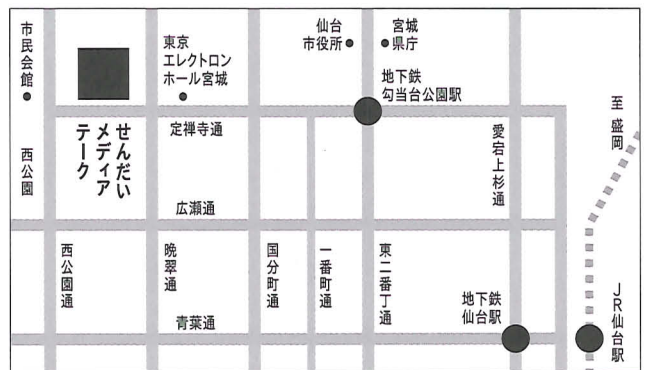 市民会館
西公園
せんだい
メディア
テーク
東京
エレクトロン
ホール宮城
定禅寺通
広瀬通
仙台
市役所
宮城
県庁
地下鉄
勾当台公園駅
愛宕上杉通
至 盛岡
西公園通
晩翠通
青葉通
国分町通
一番町通
東二番丁通
地下鉄
仙台駅
JR仙台駅